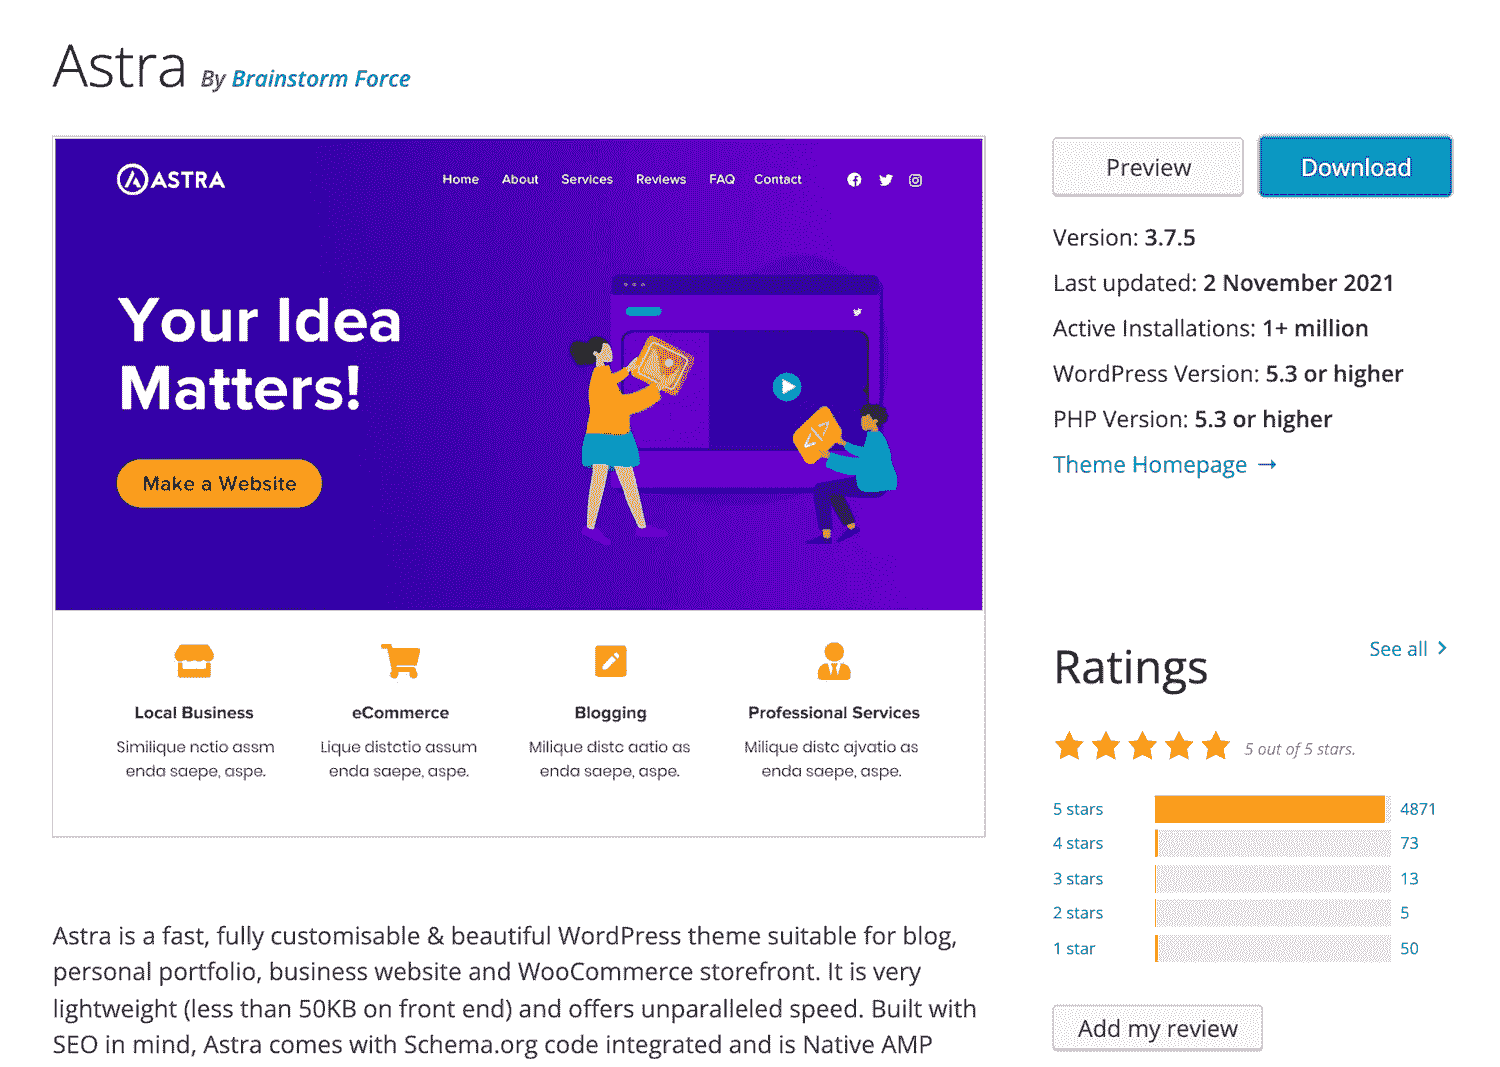 Astra By Brainstorm Force
ASTRA
Home About Services Reviews FAQ Contact
Your Idea
Matters!
Make a Website
</>
Local Business
Similique nctio assm
enda saepe, aspe.
eCommerce
Lique distctio assum
enda saepe, aspe.
Blogging
Milique distc aatio as
enda saepe, aspe.
Professional Services
Milique distc ajvatio as
enda saepe, aspe.
Astra is a fast, fully customisable & beautiful WordPress theme suitable for blog,
personal portfolio, business website and WooCommerce storefront. It is very
lightweight (less than 50KB on front end) and offers unparalleled speed. Built with
SEO in mind, Astra comes with Schema.org code integrated and is Native AMP
Preview Download
Version: 3.7.5
Last updated: 2 November 2021
Active Installations: 1+ million
WordPress Version: 5.3 or higher
PHP Version: 5.3 or higher
Theme Homepage →
Ratings See all >
5 out of 5 stars.
5 stars 4871
4 stars 73
3 stars 13
2 stars 5
1 star 50
Add my review